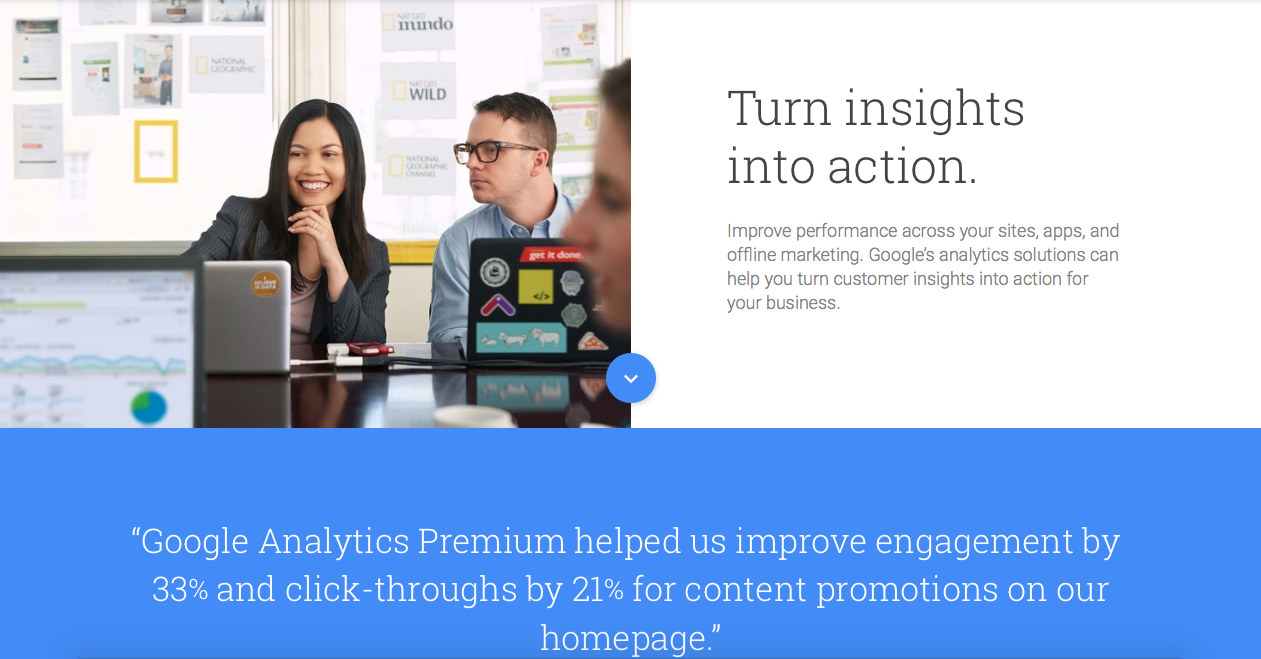 NAT GEO
mundo
NATIONAL
GEOGRAPHIC
NAT GEO
WILD
NATIONAL
GEOGRAPHIC
CHANNEL
get it done.
</>
I
BELIEVE
IN DATA
Turn insights
into action.
Improve performance across your sites, apps, and
offline marketing. Google’s analytics solutions can
help you turn customer insights into action for
your business.
“Google Analytics Premium helped us improve engagement by
33% and click-throughs by 21% for content promotions on our
homepage.”